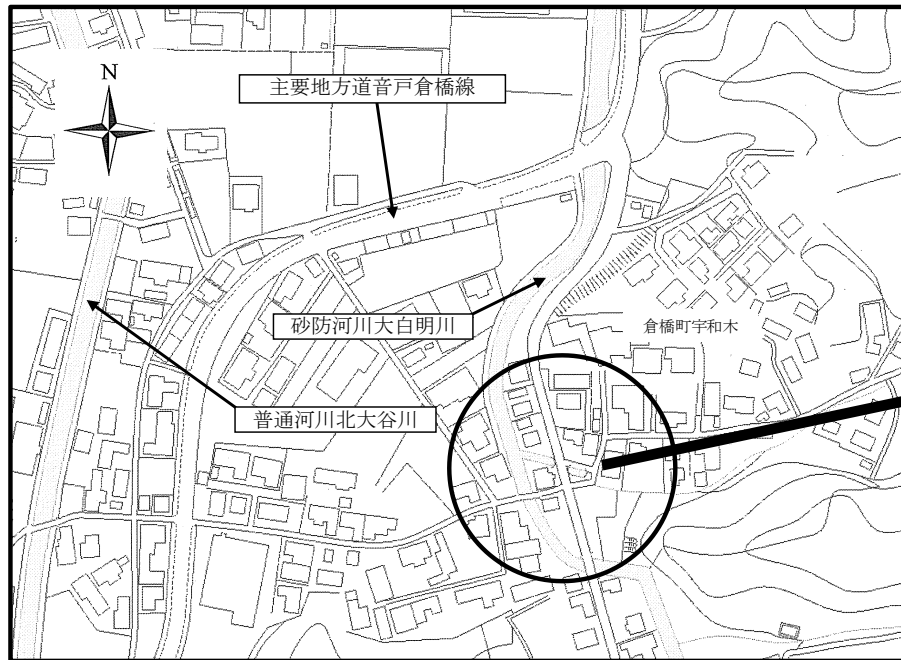 N
主要地方道音戸倉橋線
砂防河川大白明川
倉橋町宇和木
普通河川北大谷川